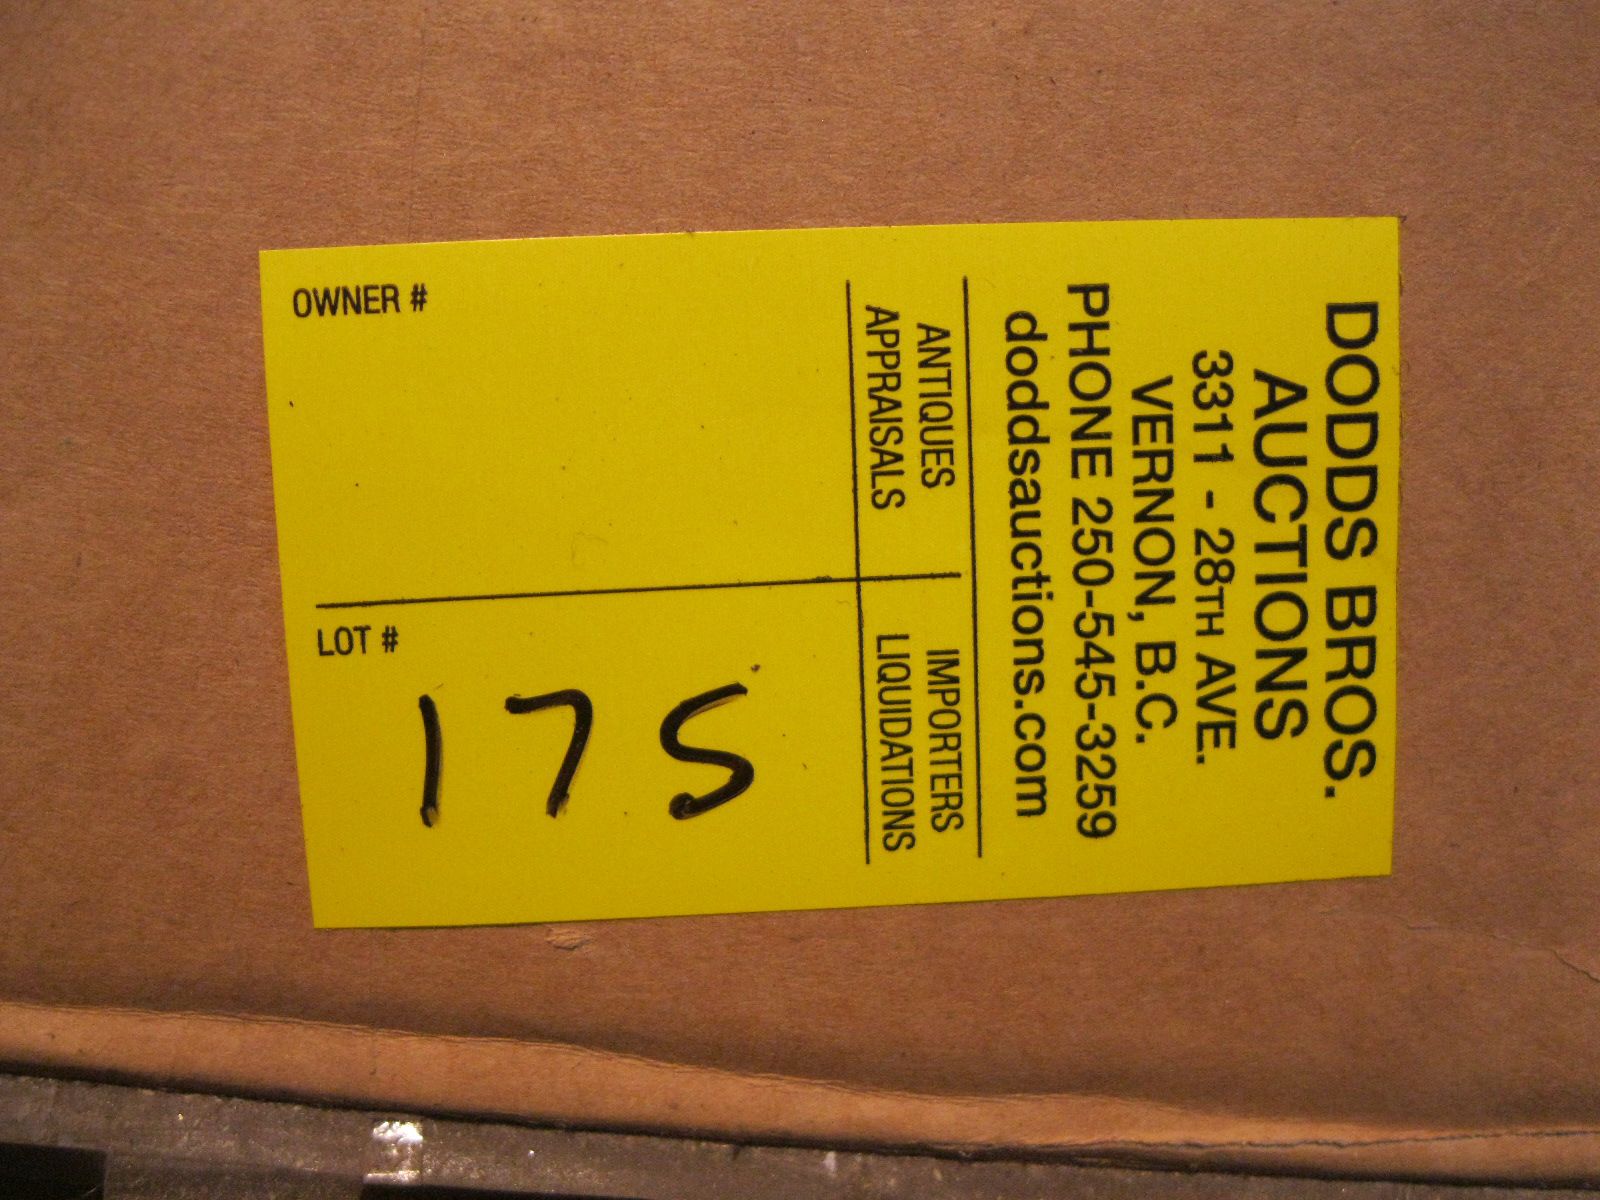 DODDS BROS.
AUCTIONS
3311 - 28TH AVE.
VERNON, B.C.
PHONE 250-545-3259
doddsauctions.com
ANTIQUES
APPRAISALS
IMPORTERS
LIQUIDATIONS
OWNER #
LOT #
175